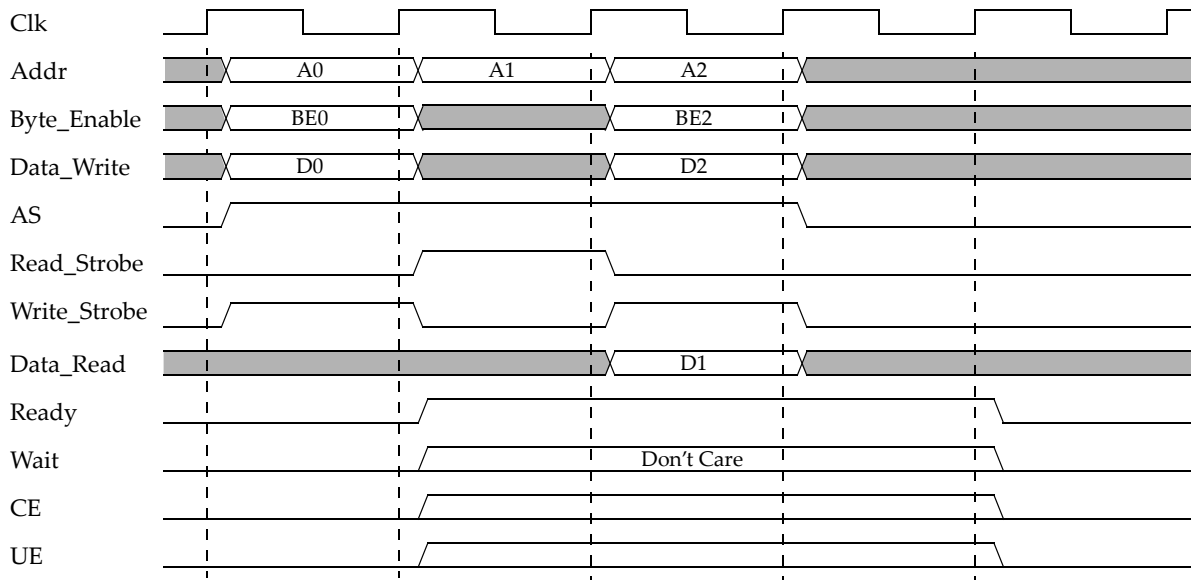 Clk
Addr A0 A1 A2
Byte_Enable BE0 BE2
Data_Write D0 D2
AS
Read_Strobe
Write_Strobe
Data_Read D1
Ready
Wait Don't Care
CE
UE